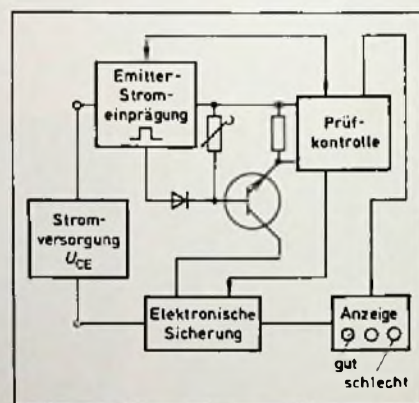 Emitter-
Strom-
einprägung
Prüf-
kontrolle
Strom-
versorgung
UCE
Elektronische
Sicherung
Anzeige
gut
schlecht